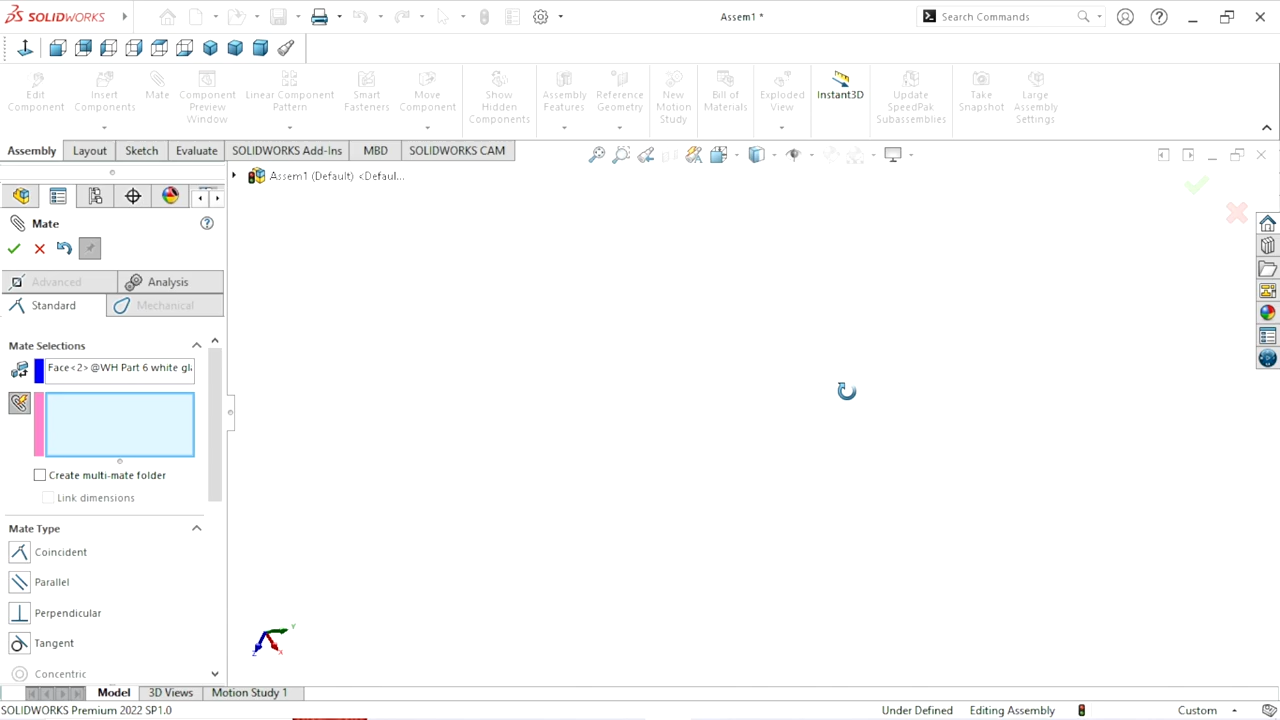 SOLIDWORKS
Assem1 *
Search Commands
Edit Component
Insert Components
Mate
Component Preview Window
Linear Component Pattern
Smart Fasteners
Move Component
Show Hidden Components
Assembly Features
Reference Geometry
New Motion Study
Bill of Materials
Exploded View
Instant3D
Update SpeedPak Subassemblies
Take Snapshot
Large Assembly Settings
Assembly
Layout
Sketch
Evaluate
SOLIDWORKS Add-Ins
MBD
SOLIDWORKS CAM
Assem1 (Default) <Defaul...
Mate
Advanced
Analysis
Standard
Mechanical
Mate Selections
Face<2>@WH Part 6 white gl
Create multi-mate folder
Link dimensions
Mate Type
Coincident
Parallel
Perpendicular
Tangent
Concentric
Y
Z
X
Model
3D Views
Motion Study 1
SOLIDWORKS Premium 2022 SP1.0
Under Defined
Editing Assembly
Custom